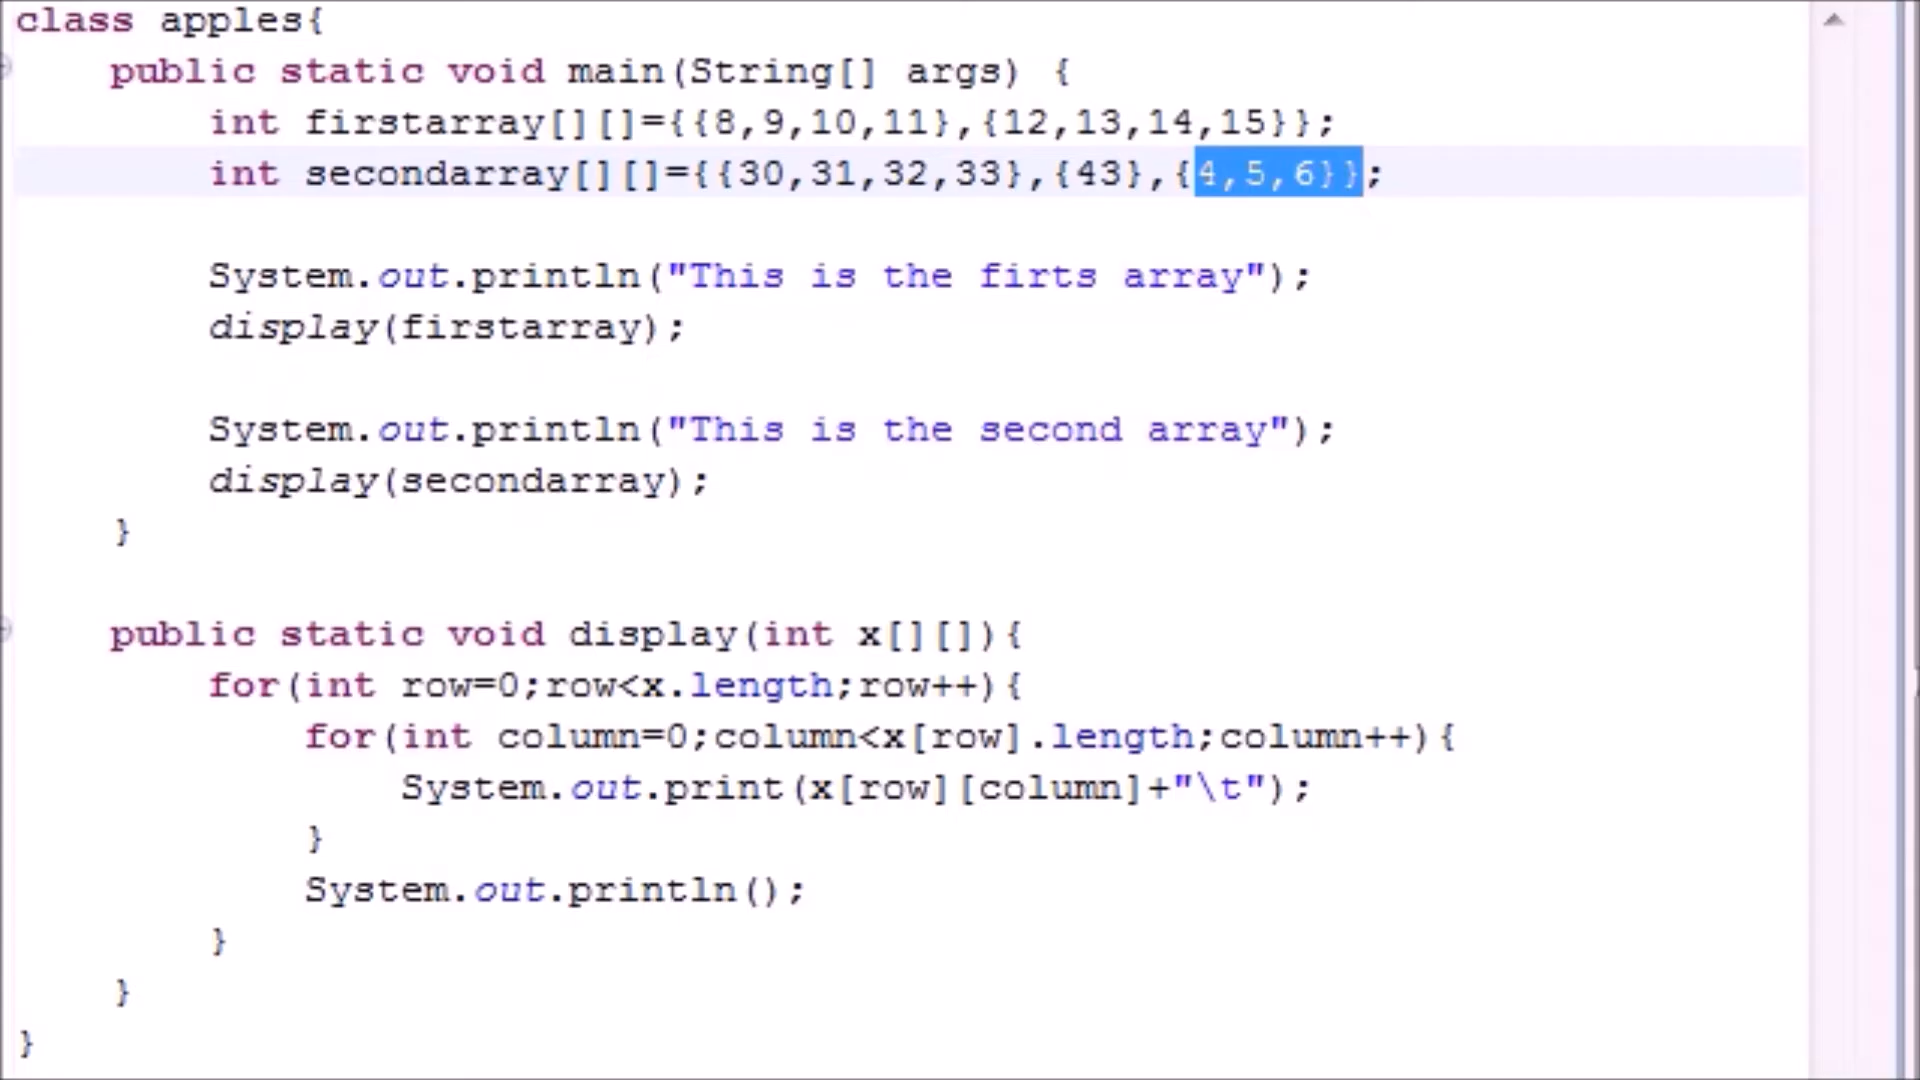 class apples{
public static void main(String[] args) {
int firstarray[][]={{8,9,10,11},{12,13,14,15}};
int secondarray[][]={{30,31,32,33},{43},{4,5,6}};
System.out.println("This is the firts array");
display(firstarray);
System.out.println("This is the second array");
display(secondarray);
}
public static void display(int x[][]){
for(int row=0;row<x.length;row++){
for(int column=0;column<x[row].length;column++){
System.out.print(x[row][column]+"\t");
}
System.out.println();
}
}
}